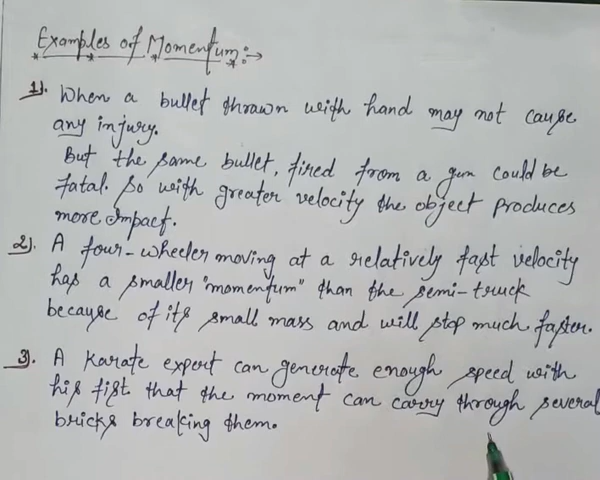 Examples of Momentum:→
1). When a bullet thrawn with hand may not cause
any injury.
But the same bullet, fired from a gun could be
fatal. So with greater velocity the object produces
more Impact.
2). A four-wheeler moving at a relatively fast velocity
has a smaller "momentum" than the semi-truck
because of its small mass and will stop much faster.
3). A Karate expert can generate enough speed with
his fist that the moment can carry through several
bricks breaking them.